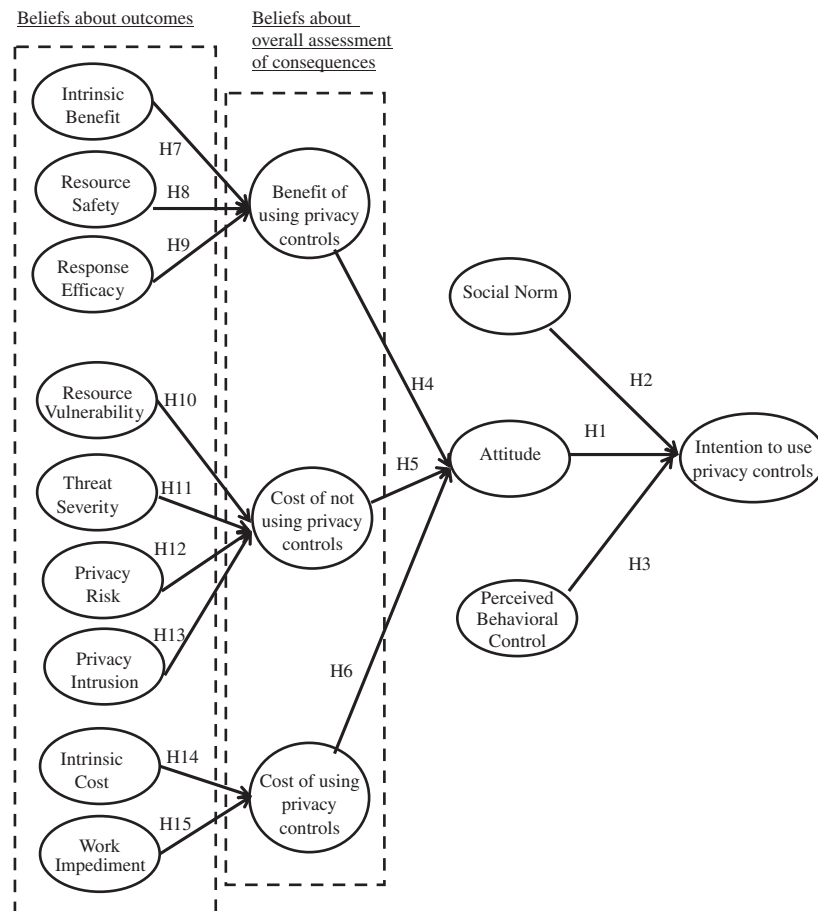 Beliefs about outcomes
Beliefs about
overall assessment
of consequences
Intrinsic
Benefit
H7
Resource
Safety
H8
Response
Efficacy
H9
Benefit of
using privacy
controls
Social Norm
H2
H4
Resource
Vulnerability
H10
Threat
Severity
H11
Privacy
Risk
H12
Privacy
Intrusion
H13
Cost of not
using privacy
controls
H5
Attitude
H1
Intention to use
privacy controls
H3
Perceived
Behavioral
Control
H6
Intrinsic
Cost
H14
Work
Impediment
H15
Cost of using
privacy
controls